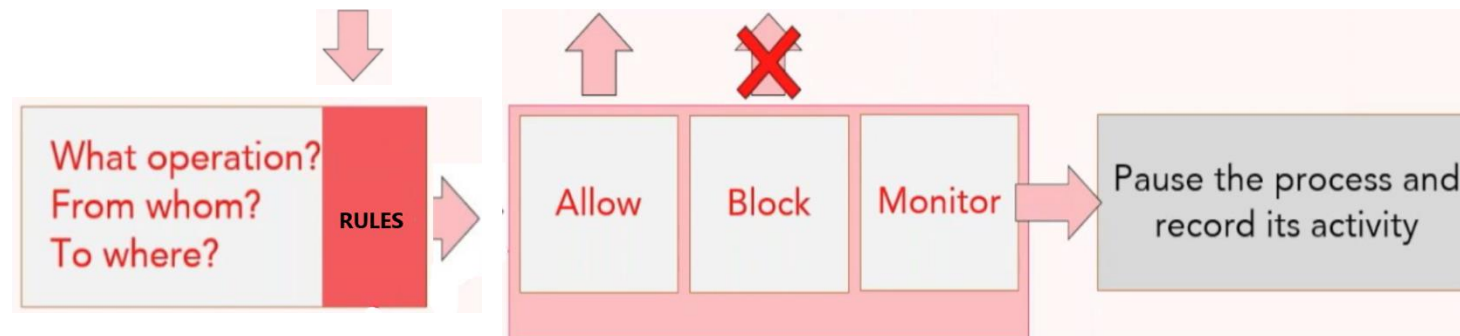 What operation?
From whom?
To where?
RULES
Allow
Block
Monitor
Pause the process and
record its activity